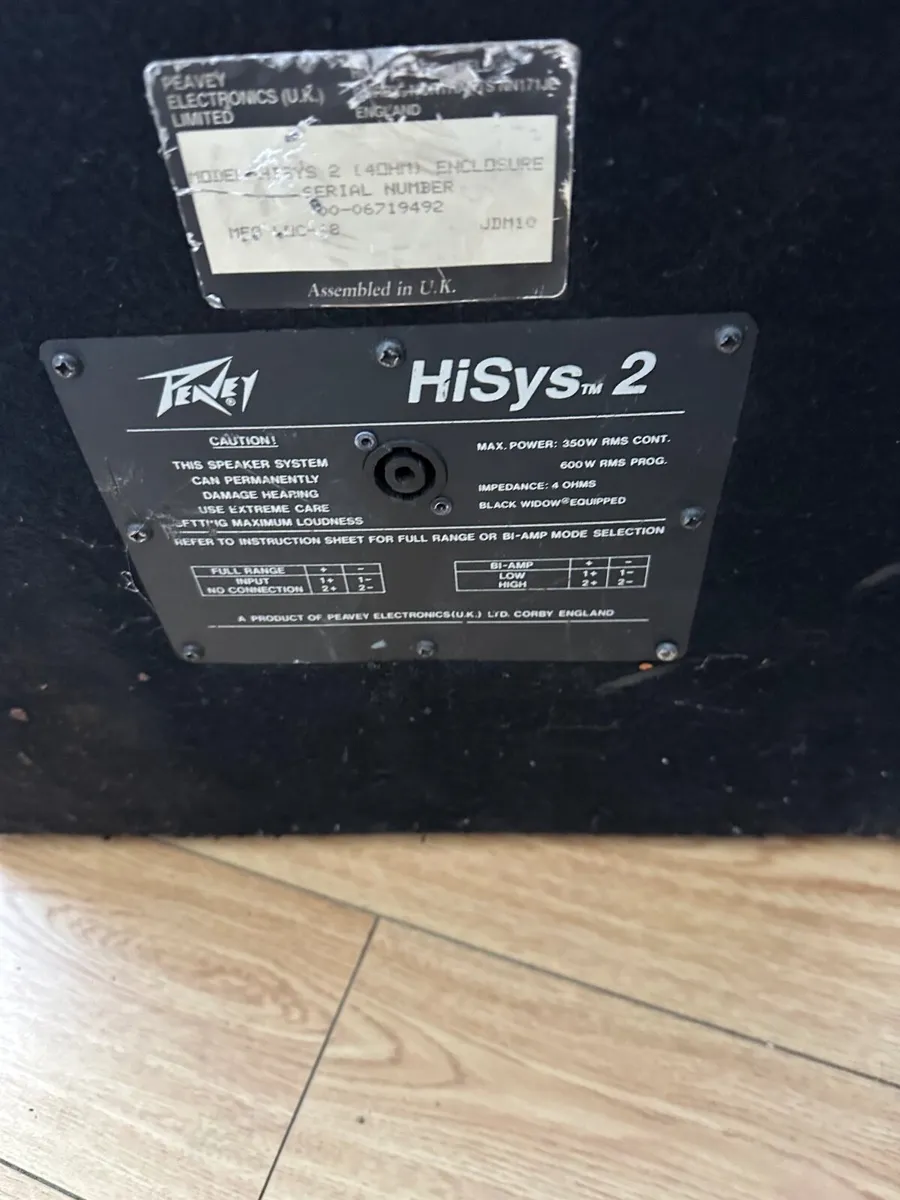 PEAVEY
ELECTRONICS (U.K.)
LIMITED
ENGLAND
MODEL-HISYS 2 (4OHM) ENCLOSURE
SERIAL NUMBER
00-06719492
JDM10
Assembled in U.K.
PEAVEY®
HiSys™ 2
CAUTION!
THIS SPEAKER SYSTEM
CAN PERMANENTLY
DAMAGE HEARING
USE EXTREME CARE
SETTING MAXIMUM LOUDNESS
MAX. POWER: 350W RMS CONT.
600W RMS PROG.
IMPEDANCE: 4 OHMS
BLACK WIDOW® EQUIPPED
REFER TO INSTRUCTION SHEET FOR FULL RANGE OR BI-AMP MODE SELECTION
FULL RANGE + −
INPUT 1+ 1−
NO CONNECTION 2+ 2−
BI-AMP + −
LOW 1+ 1−
HIGH 2+ 2−
A PRODUCT OF PEAVEY ELECTRONICS(U.K.) LTD. CORBY ENGLAND